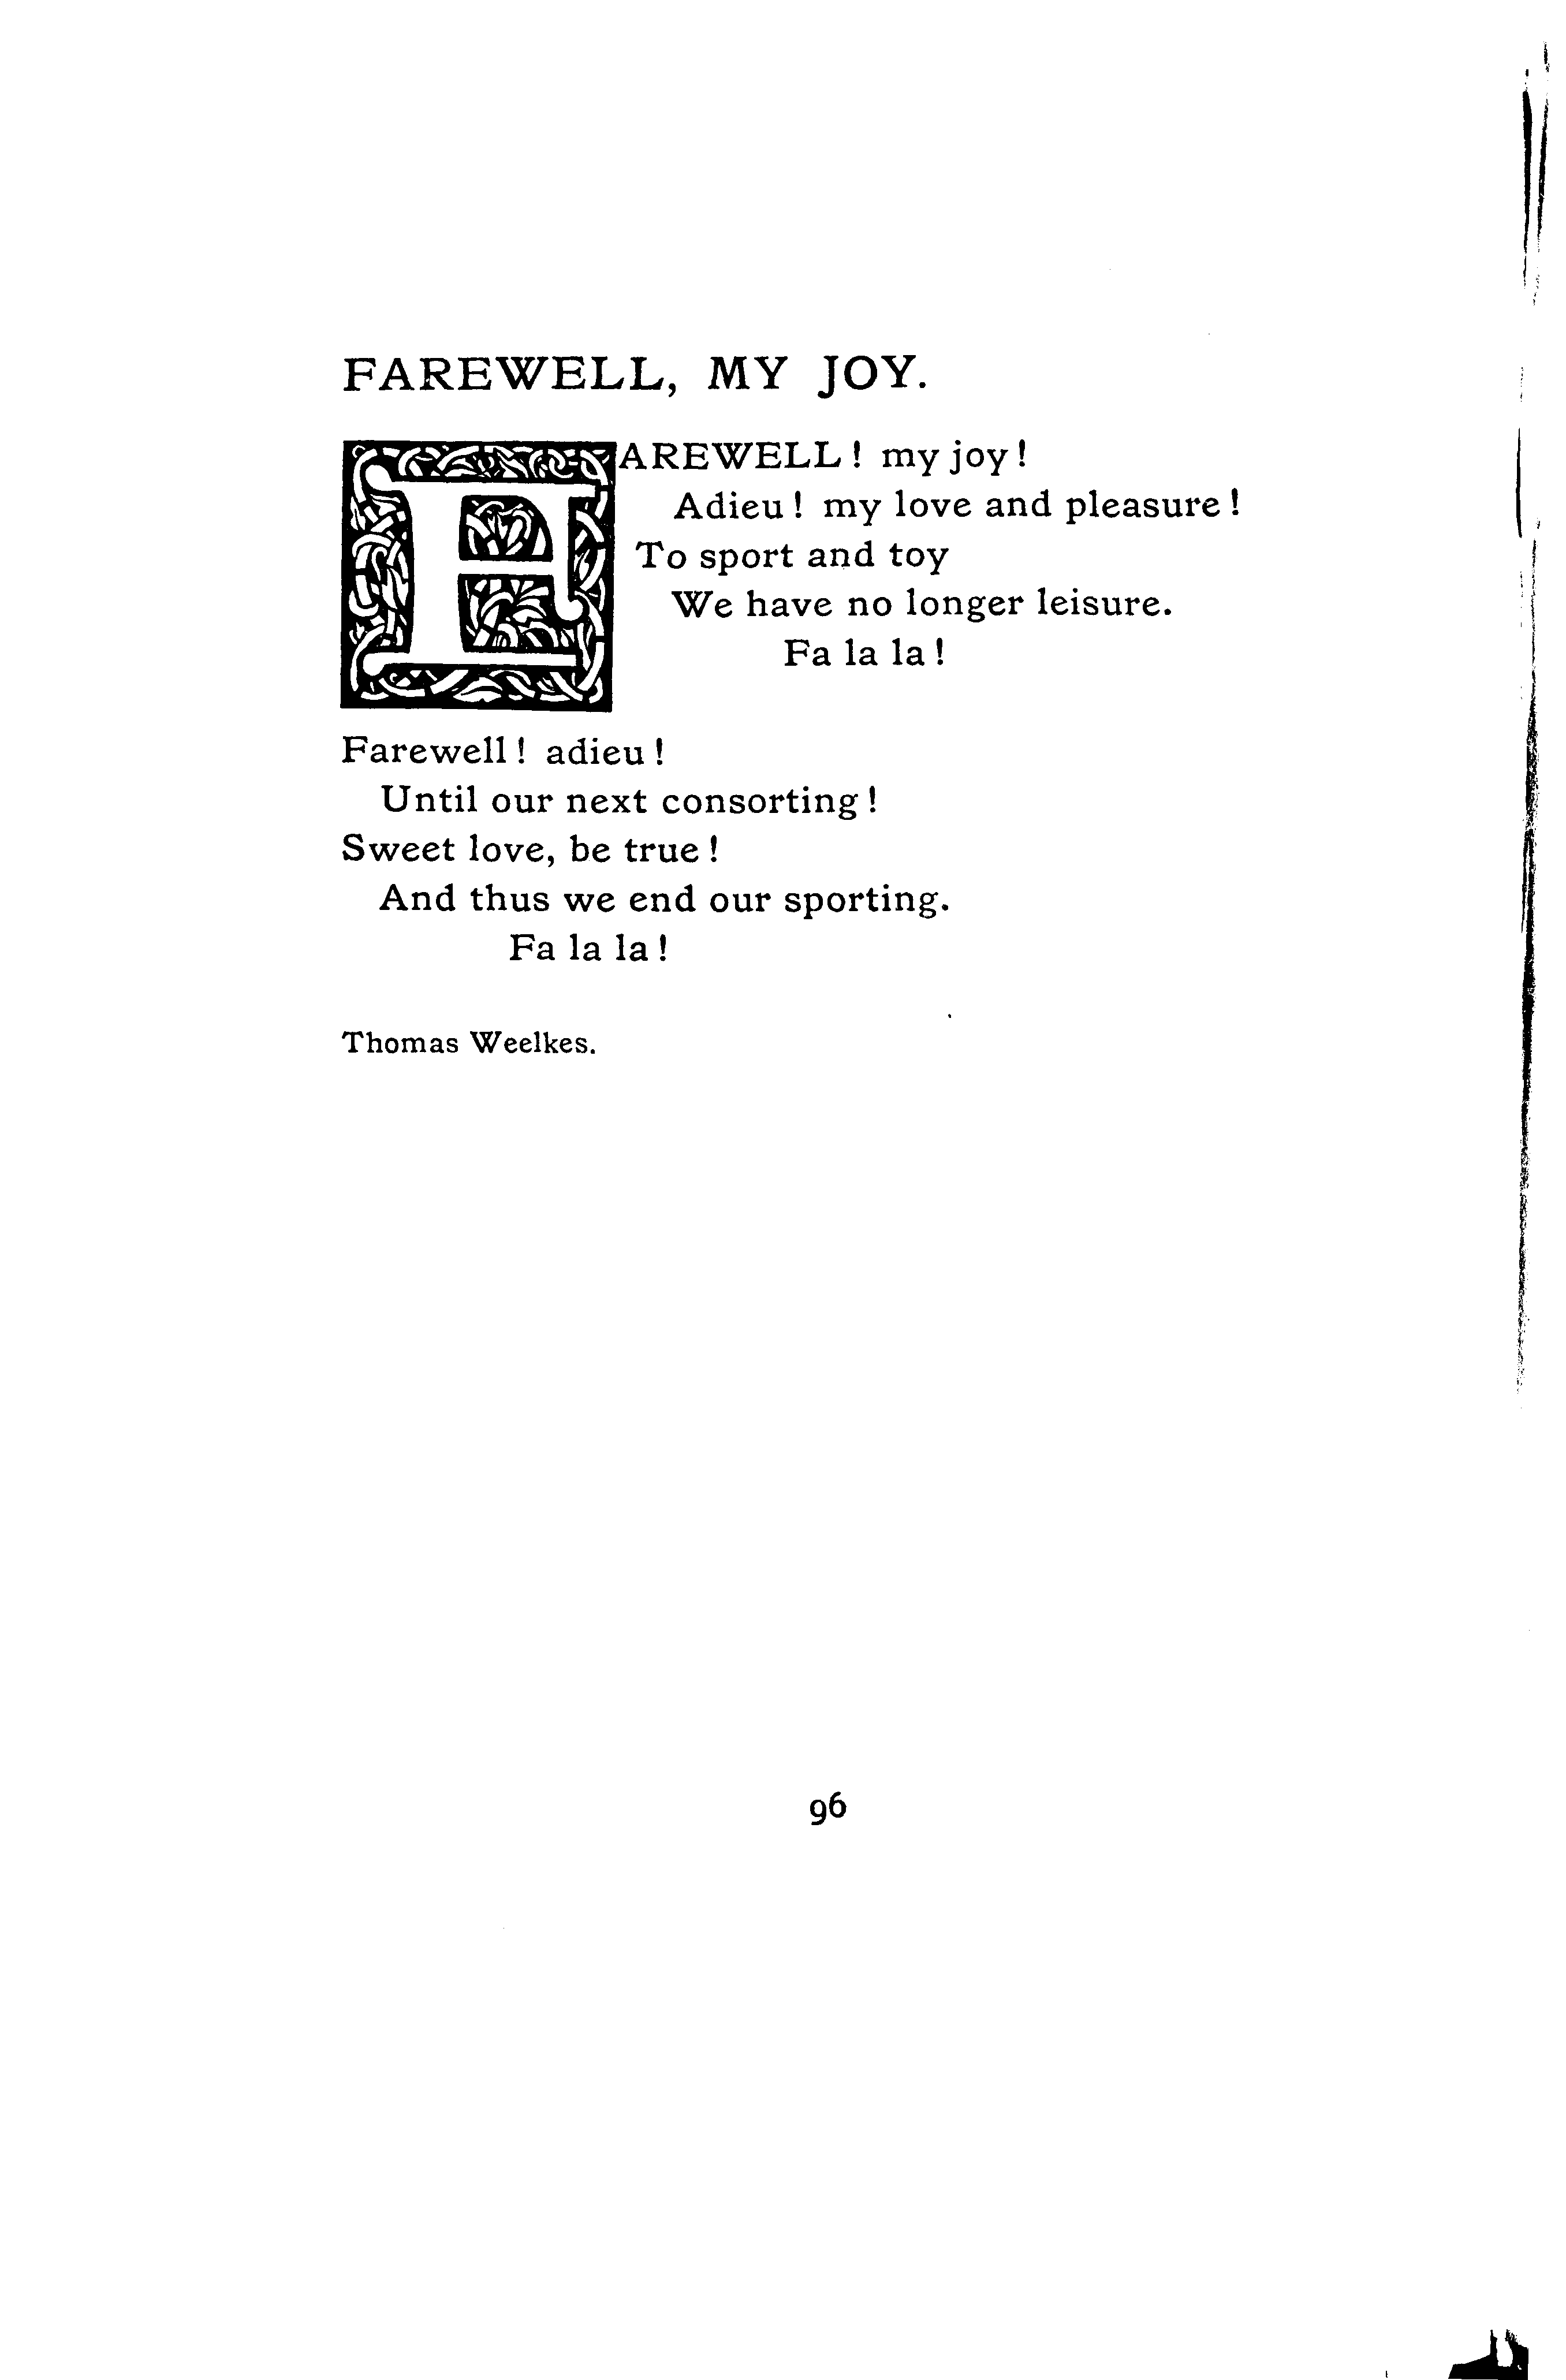 FAREWELL, MY JOY.
FAREWELL! my joy!
Adieu! my love and pleasure!
To sport and toy
We have no longer leisure.
Fa la la!
Farewell! adieu!
Until our next consorting!
Sweet love, be true!
And thus we end our sporting.
Fa la la!
Thomas Weelkes.
96